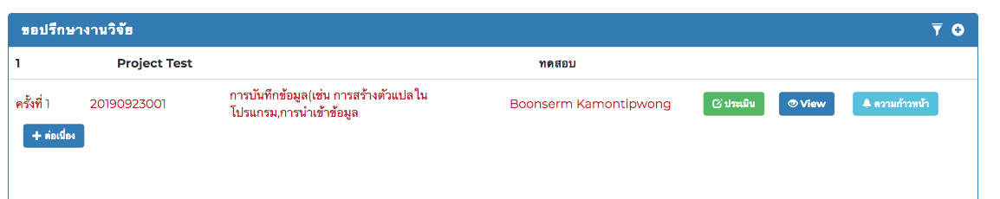 ขอปรึกษางานวิจัย
1 Project Test ทดสอบ
ครั้งที่ 1 20190923001 การบันทึกข้อมูล(เช่น การสร้างตัวแปลใน Boonserm Kamontipwong ประเมิน View ความก้าวหน้า
โปรแกรม,การนำเข้าข้อมูล
+ ต่อเนื่อง